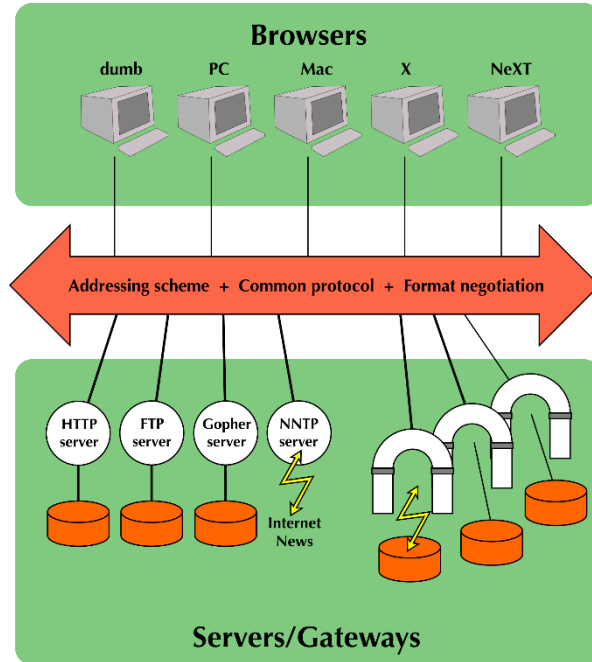 Browsers
dumb
PC
Mac
X
NeXT
Addressing scheme + Common protocol + Format negotiation
HTTP
server
FTP
server
Gopher
server
NNTP
server
Internet
News
Servers/Gateways